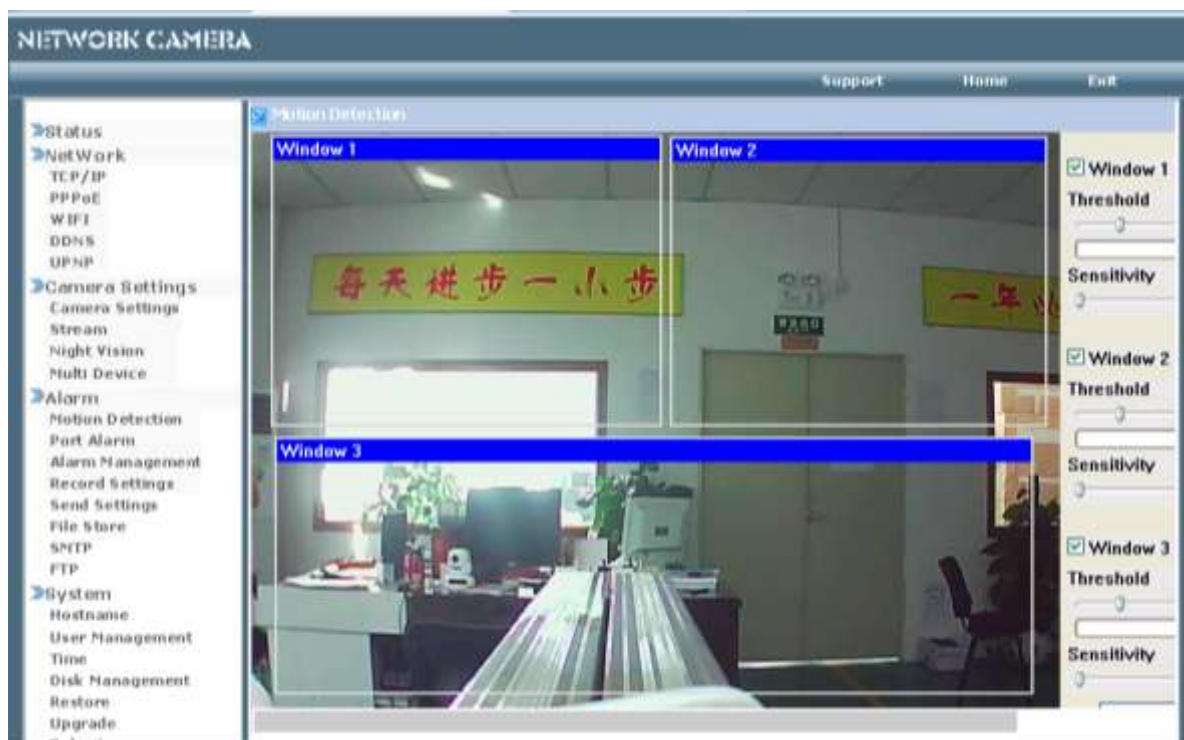 NETWORK CAMERA
Support Home Exit
Motion Detection
Status
NetWork
TCP/IP
PPPoE
WIFI
DDNS
UPNP
Camera Settings
Camera Settings
Stream
Night Vision
Multi Device
Alarm
Motion Detection
Port Alarm
Alarm Management
Record Settings
Send Settings
File Store
SMTP
FTP
System
Hostname
User Management
Time
Disk Management
Restore
Upgrade
Window 1
Window 2
每天进步一小步
一年
Window 3
Window 1
Threshold
Sensitivity
Window 2
Threshold
Sensitivity
Window 3
Threshold
Sensitivity